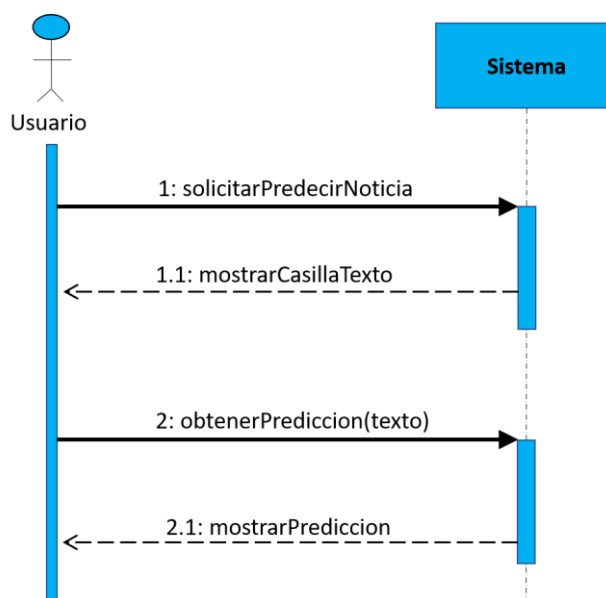 Sistema
Usuario
1: solicitarPredecirNoticia
1.1: mostrarCasillaTexto
2: obtenerPrediccion(texto)
2.1: mostrarPrediccion